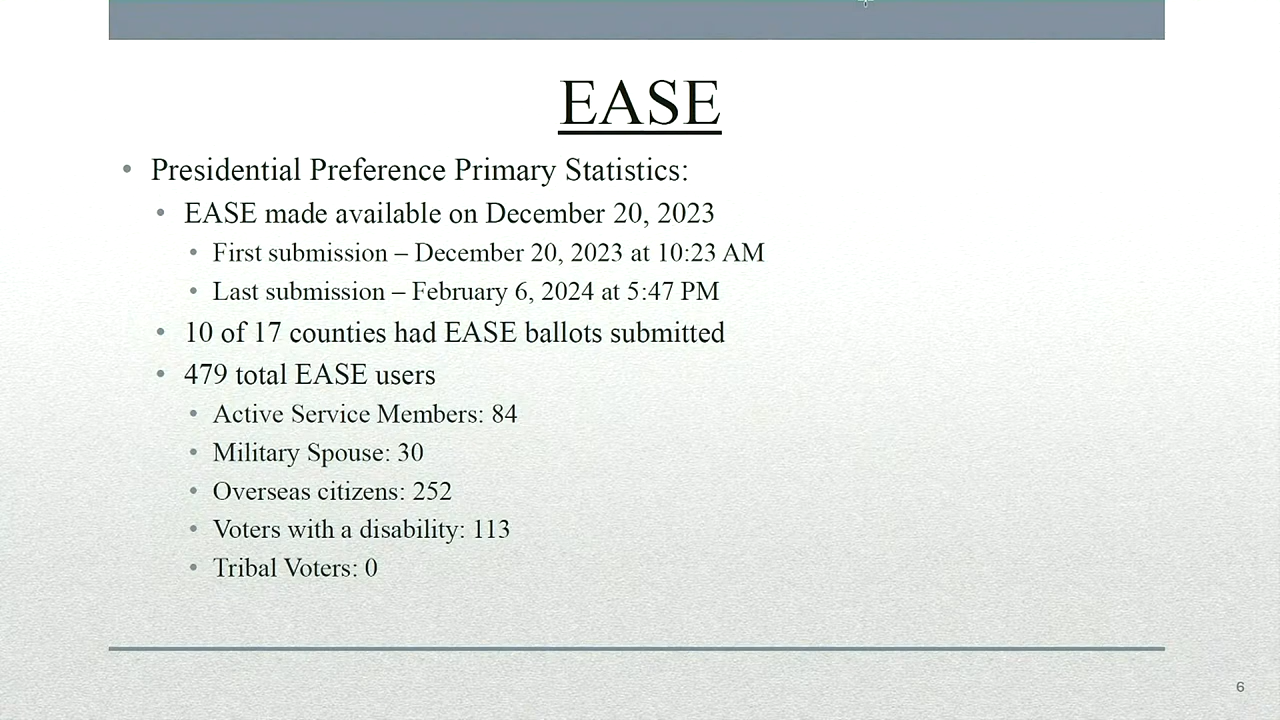 EASE
• Presidential Preference Primary Statistics:
• EASE made available on December 20, 2023
• First submission – December 20, 2023 at 10:23 AM
• Last submission – February 6, 2024 at 5:47 PM
• 10 of 17 counties had EASE ballots submitted
• 479 total EASE users
• Active Service Members: 84
• Military Spouse: 30
• Overseas citizens: 252
• Voters with a disability: 113
• Tribal Voters: 0
6